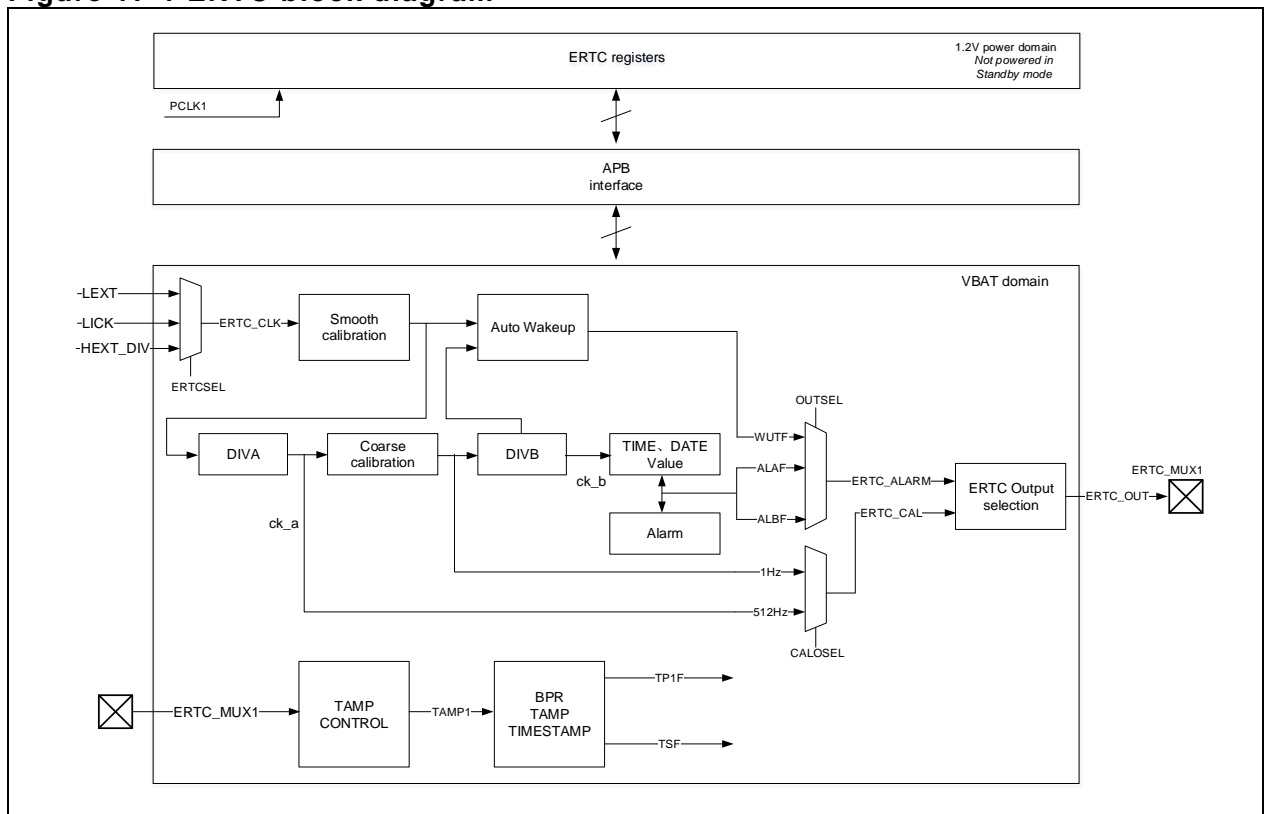 ERTC registers
1.2V power domain
Not powered in
Standby mode
PCLK1
APB
interface
VBAT domain
LEXT
LICK
HEXT_DIV
ERTCSEL
ERTC_CLK
Smooth
calibration
Auto Wakeup
OUTSEL
DIVA
Coarse
calibration
DIVB
TIME、DATE
Value
ck_b
ck_a
Alarm
WUTF
ALAF
ALBF
ERTC_ALARM
ERTC_CAL
ERTC Output
selection
ERTC_MUX1
ERTC_OUT
1Hz
512Hz
CALOSEL
ERTC_MUX1
TAMP
CONTROL
TAMP1
BPR
TAMP
TIMESTAMP
TP1F
TSF